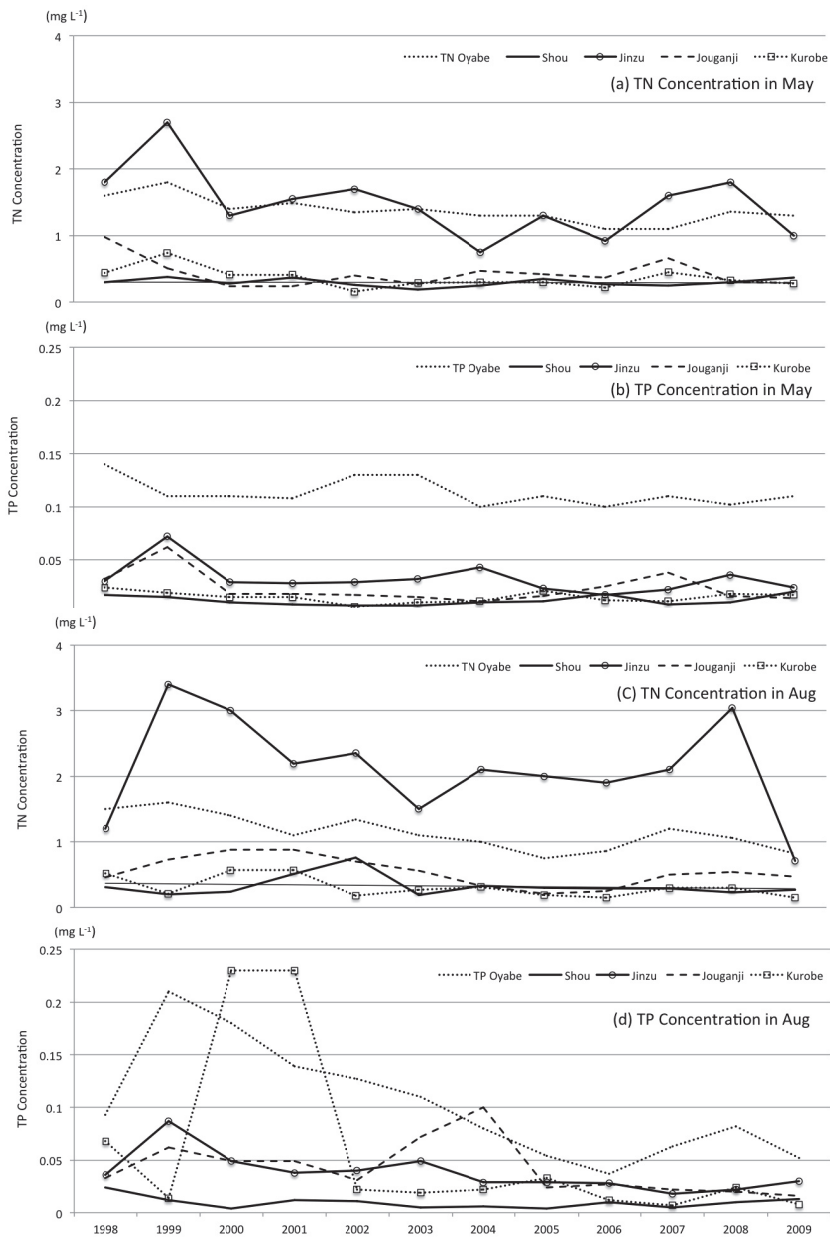 (mg L⁻¹)
4
TN Oyabe Shou Jinzu Jouganji Kurobe
(a) TN Concentration in May
3
TN Concentration
2
1
0
(mg L⁻¹)
0.25
TP Oyabe Shou Jinzu Jouganji Kurobe
(b) TP Concentration in May
0.2
TP Concentration
0.15
0.1
0.05
(mg L⁻¹)
4
TN Oyabe Shou Jinzu Jouganji Kurobe
(C) TN Concentration in Aug
3
TN Concentration
2
1
0
(mg L⁻¹)
0.25
TP Oyabe Shou Jinzu Jouganji Kurobe
(d) TP Concentration in Aug
0.2
TP Concentration
0.15
0.1
0.05
0
1998 1999 2000 2001 2002 2003 2004 2005 2006 2007 2008 2009